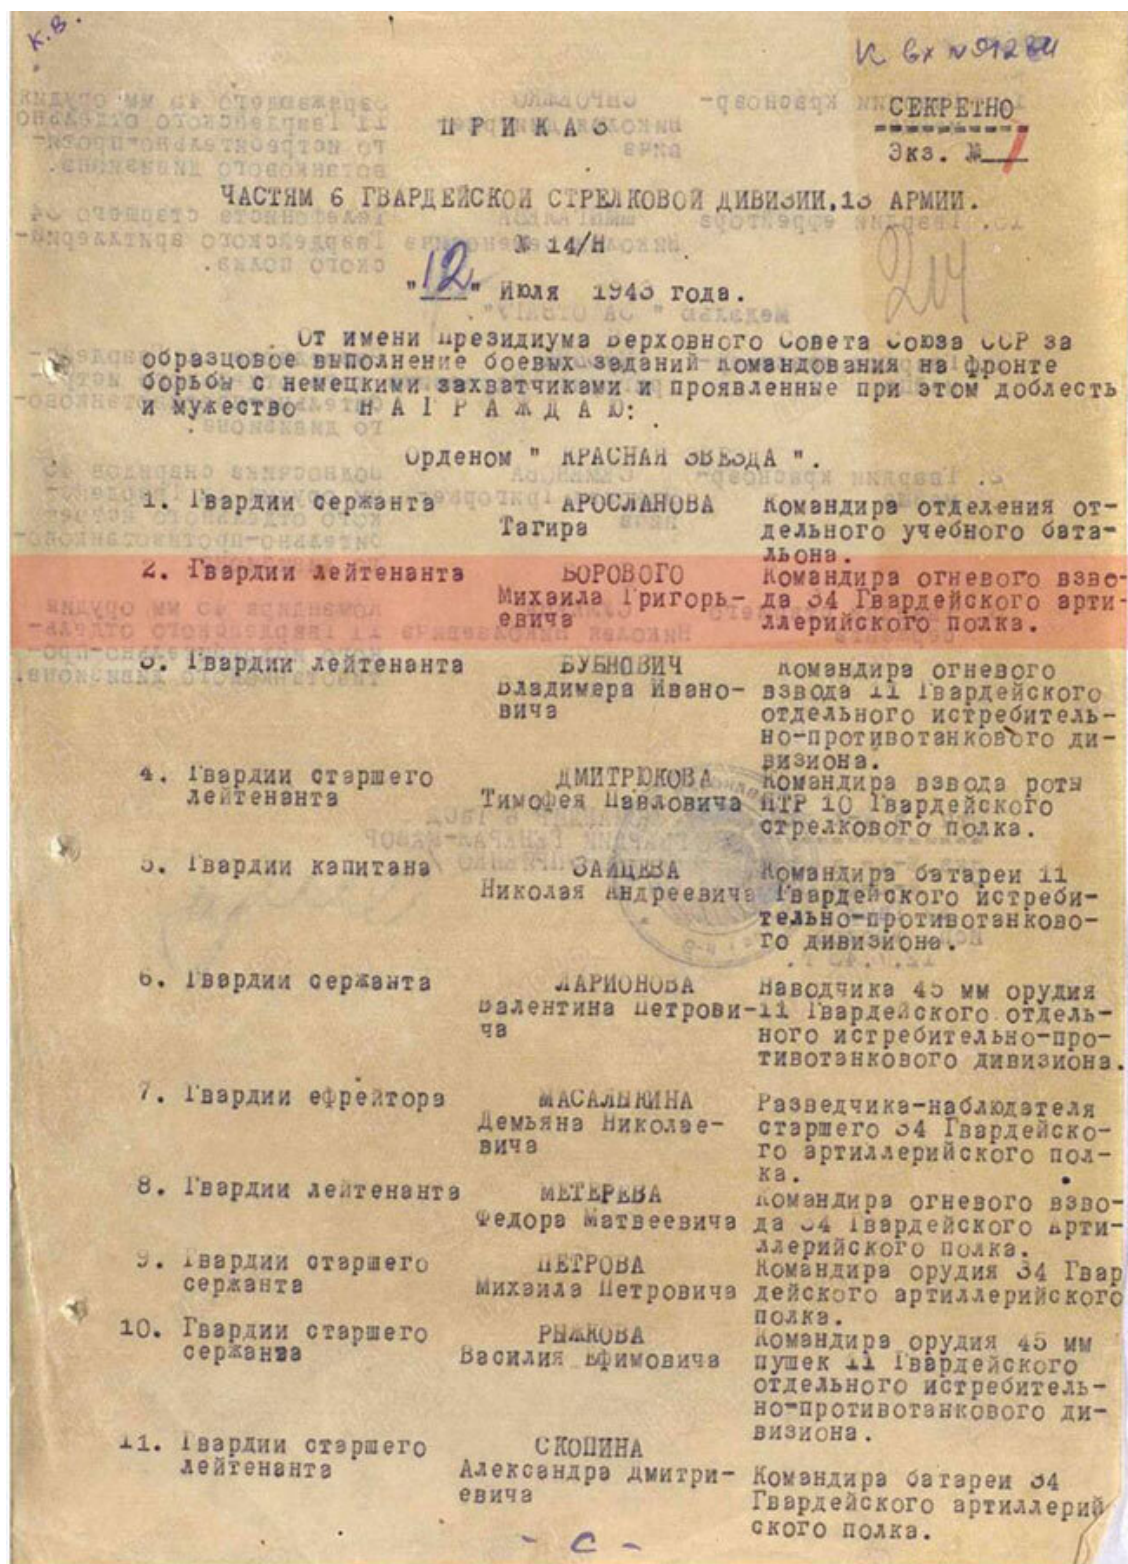 К.В.
К вх №
СЕКРЕТНО
Экз. № 1
ПРИКАЗ
ЧАСТЯМ 6 ГВАРДЕЙСКОЙ СТРЕЛКОВОЙ ДИВИЗИИ, 13 АРМИИ.
№ 14/Н
"12" Июля 1943 года.
От имени Президиума Верховного Совета Союза ССР за
образцовое выполнение боевых заданий Командования на фронте
борьбы с немецкими захватчиками и проявленные при этом доблесть
и мужество НАГРАЖДАЮ:
Орденом " КРАСНАЯ ЗВЕЗДА ".
1. Гвардии сержанта АРОСЛАНОВА Командира отделения от-
Тагира дельного учебного бата-
льона.
2. Гвардии лейтенанта БОРОВОГО Командира огневого взво-
Михаила Григорь- да 34 Гвардейского арти-
евича ллерийского полка.
3. Гвардии лейтенанта БУБНОВИЧ Командира огневого
Владимера Ивано- взвода 11 Гвардейского
вича отдельного истребитель-
но-противотанкового ди-
визиона.
4. Гвардии старшего ДМИТРЮКОВА Командира взвода роты
лейтенанта Тимофея Павловича ПТР 10 Гвардейского
стрелкового полка.
5. Гвардии капитана ЗАЙЦЕВА Командира батареи 11
Николая Андреевича Гвардейского истреби-
тельно-противотанково-
го дивизиона.
6. Гвардии сержанта ЛАРИОНОВА Наводчика 45 мм орудия
Валентина Петрови- 11 Гвардейского отдель-
ча ного истребительно-про-
тивотанкового дивизиона.
7. Гвардии ефрейтора МАСАЛЫКИНА Разведчика-наблюдателя
Демьяна Николае- старшего 34 Гвардейско-
вича го артиллерийского пол-
ка.
8. Гвардии лейтенанта МЕТЕРЕВА Командира огневого взво-
Федора Матвеевича да 34 Гвардейского Арти-
ллерийского полка.
9. Гвардии старшего ПЕТРОВА Командира орудия 34 Гвар
сержанта Михаила Петровича дейского артиллерийского
полка.
10. Гвардии старшего РЫЖКОВА Командира орудия 45 мм
сержанта Василия Ефимовича пушек 11 Гвардейского
отдельного истребитель-
но-противотанкового ди-
визиона.
11. Гвардии старшего СКОПИНА
лейтенанта Александра Дмитри- Командира батареи 34
евича Гвардейского артиллерий
ского полка.
- С -